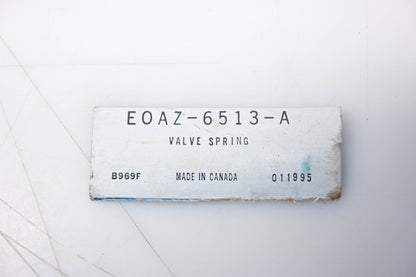 EOAZ-6513-A
VALVE SPRING
B969F MADE IN CANADA 011995